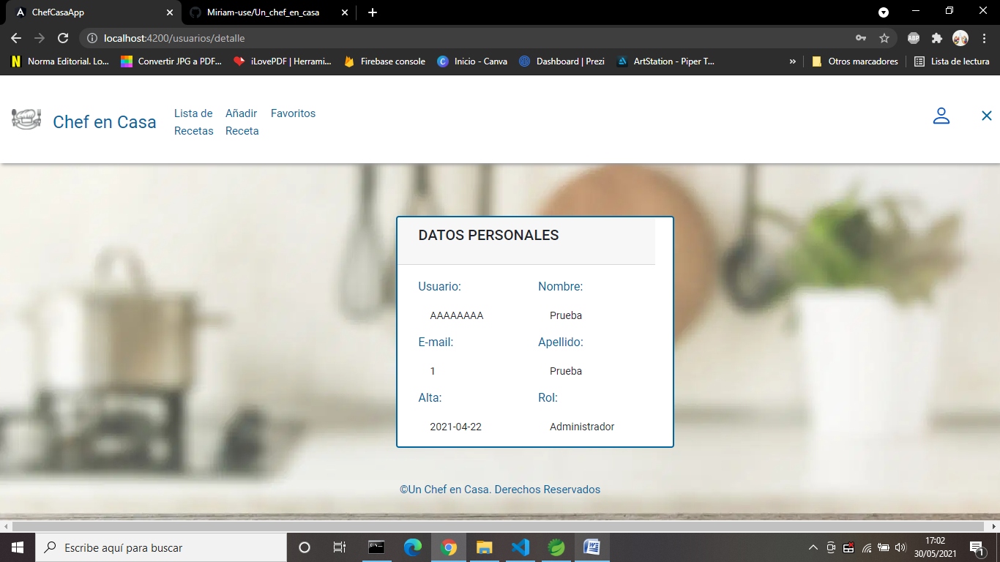 ChefCasaApp
Miriam-use/Un_chef_en_casa
localhost:4200/usuarios/detalle
ABP
N Norma Editorial. Lo...
Convertir JPG a PDF...
iLovePDF | Herrami...
Firebase console
C Inicio - Canva
Dashboard | Prezi
ArtStation - Piper T...
»
Otros marcadores
Lista de lectura
Chef en Casa
Lista de Recetas
Añadir Receta
Favoritos
DATOS PERSONALES
Usuario: Nombre:
AAAAAAAA Prueba
E-mail: Apellido:
1 Prueba
Alta: Rol:
2021-04-22 Administrador
©Un Chef en Casa. Derechos Reservados
Escribe aquí para buscar
17:02
30/05/2021
1